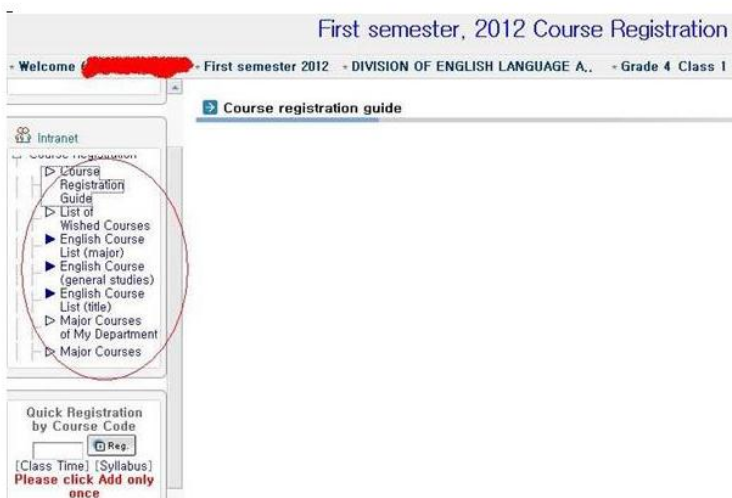 First semester, 2012 Course Registration
Welcome
First semester 2012 - DIVISION OF ENGLISH LANGUAGE A.. - Grade 4 Class 1
Course registration guide
Intranet
Course Registration
Course
Registration
Guide
List of
Wished Courses
English Course
List (major)
English Course
(general studies)
English Course
List (title)
Major Courses
of My Department
Major Courses
Quick Registration
by Course Code
Reg.
[Class Time] [Syllabus]
Please click Add only
once